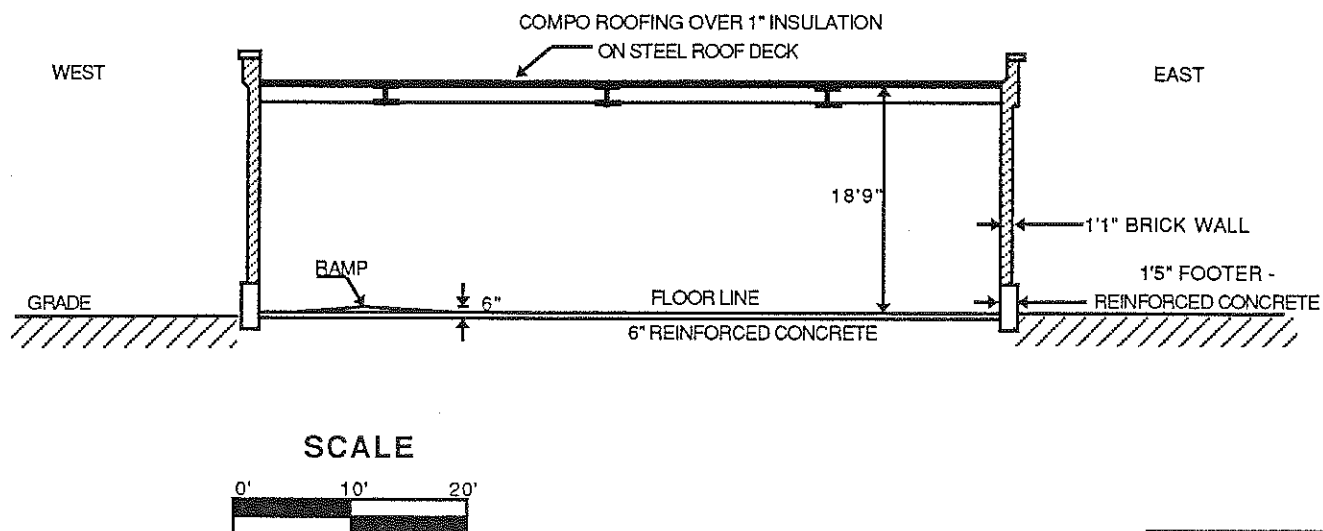 COMPO ROOFING OVER 1" INSULATION
ON STEEL ROOF DECK
WEST
EAST
18'9"
1'1" BRICK WALL
RAMP
1'5" FOOTER -
GRADE
6"
FLOOR LINE
REINFORCED CONCRETE
6" REINFORCED CONCRETE
SCALE
0' 10' 20'